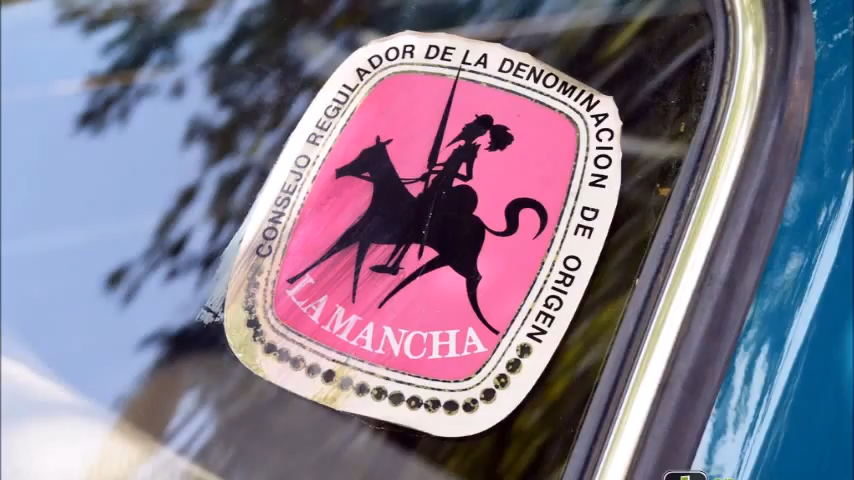 CONSEJO REGULADOR DE LA DENOMINACION DE ORIGEN
LA MANCHA